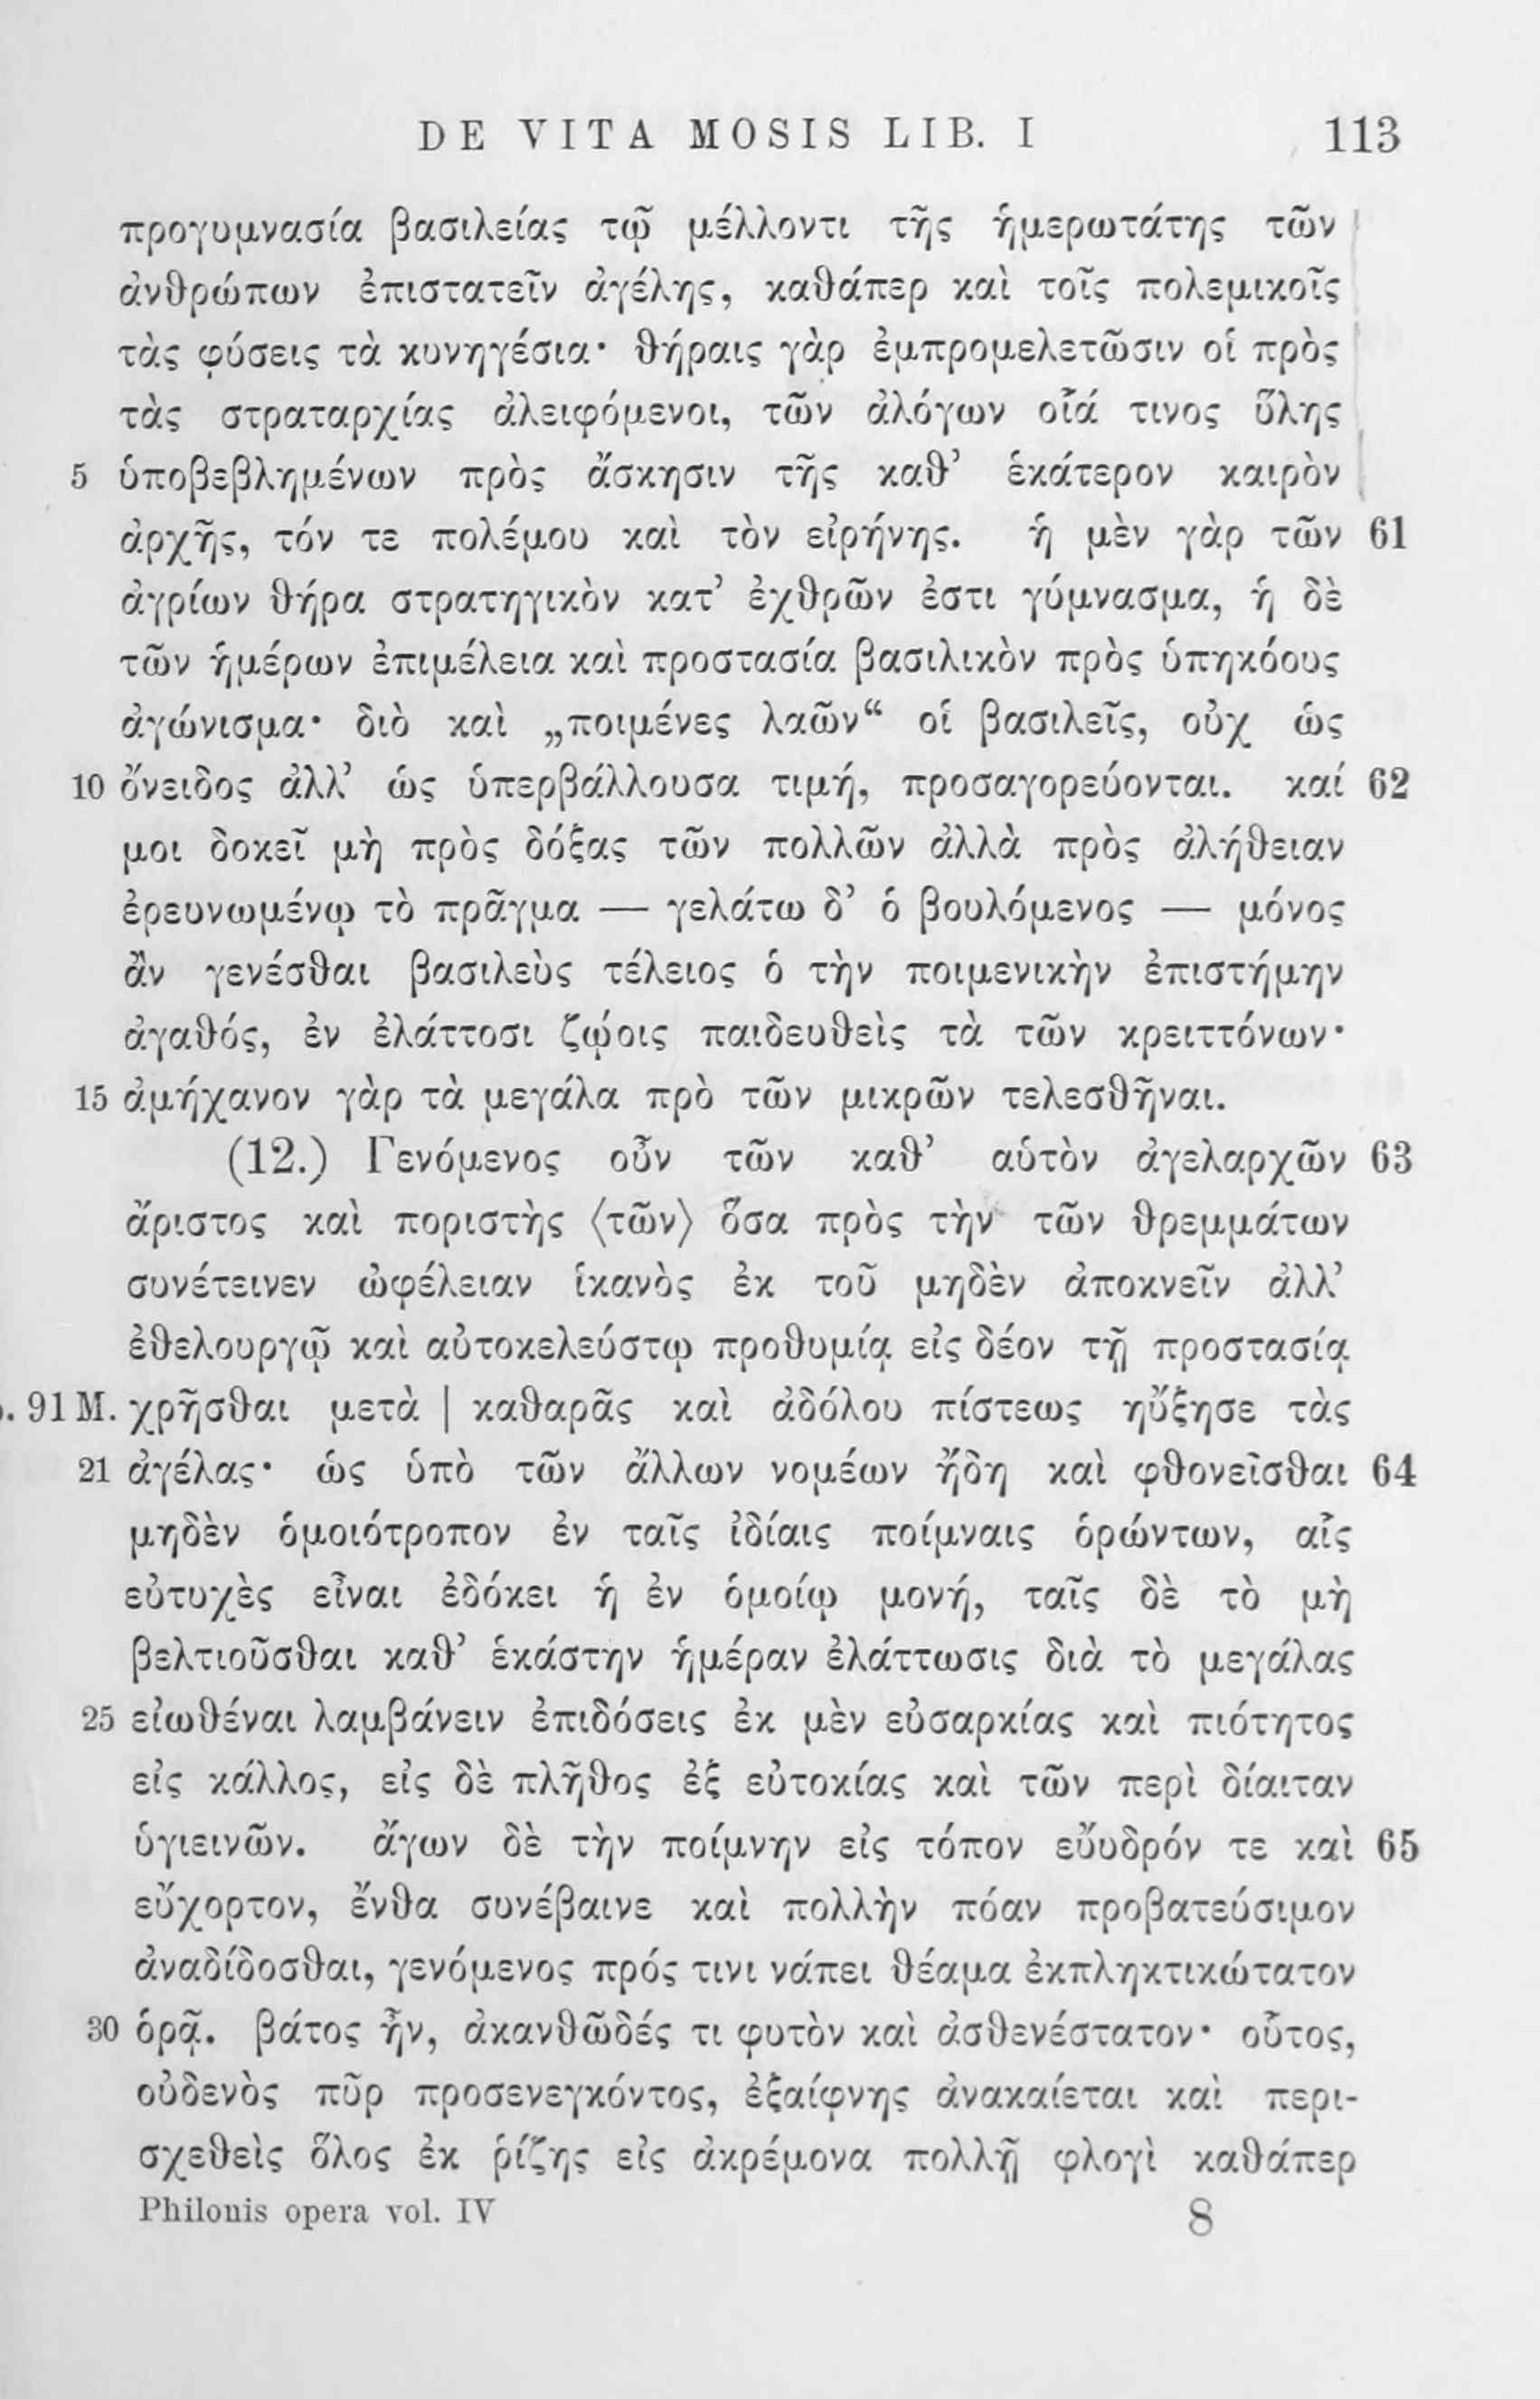 DE VITA MOSIS LIB. I 113
προγυμνασία βασιλείας τῷ μέλλοντι τῆς ἡμερωτάτης τῶν
ἀνθρώπων ἐπιστατεῖν ἀγέλης, καθάπερ καὶ τοῖς πολεμικοῖς
τὰς φύσεις τὰ κυνηγέσια· θήραις γὰρ ἐμπρομελετῶσιν οἱ πρὸς
τὰς στραταρχίας ἀλειφόμενοι, τῶν ἀλόγων οἷά τινος ὕλης
5 ὑποβεβλημένων πρὸς ἄσκησιν τῆς καθ’ ἑκάτερον καιρὸν
ἀρχῆς, τόν τε πολέμου καὶ τὸν εἰρήνης. ἡ μὲν γὰρ τῶν 61
ἀγρίων θήρα στρατηγικὸν κατ’ ἐχθρῶν ἐστι γύμνασμα, ἡ δὲ
τῶν ἡμέρων ἐπιμέλεια καὶ προστασία βασιλικὸν πρὸς ὑπηκόους
ἀγώνισμα· διὸ καὶ „ποιμένες λαῶν“ οἱ βασιλεῖς, οὐχ ὡς
10 ὄνειδος ἀλλ’ ὡς ὑπερβάλλουσα τιμή, προσαγορεύονται. καί 62
μοι δοκεῖ μὴ πρὸς δόξας τῶν πολλῶν ἀλλὰ πρὸς ἀλήθειαν
ἐρευνωμένῳ τὸ πρᾶγμα — γελάτω δ’ ὁ βουλόμενος — μόνος
ἂν γενέσθαι βασιλεὺς τέλειος ὁ τὴν ποιμενικὴν ἐπιστήμην
ἀγαθός, ἐν ἐλάττοσι ζῴοις παιδευθεὶς τὰ τῶν κρειττόνων·
15 ἀμήχανον γὰρ τὰ μεγάλα πρὸ τῶν μικρῶν τελεσθῆναι.
(12.) Γενόμενος οὖν τῶν καθ’ αὑτὸν ἀγελαρχῶν 63
ἄριστος καὶ ποριστὴς ⟨τῶν⟩ ὅσα πρὸς τὴν τῶν θρεμμάτων
συνέτεινεν ὠφέλειαν ἱκανὸς ἐκ τοῦ μηδὲν ἀποκνεῖν ἀλλ’
ἐθελουργῷ καὶ αὐτοκελεύστῳ προθυμίᾳ εἰς δέον τῇ προστασίᾳ
. 91 M. χρῆσθαι μετὰ | καθαρᾶς καὶ ἀδόλου πίστεως ηὔξησε τὰς
21 ἀγέλας· ὡς ὑπὸ τῶν ἄλλων νομέων ἤδη καὶ φθονεῖσθαι 64
μηδὲν ὁμοιότροπον ἐν ταῖς ἰδίαις ποίμναις ὁρώντων, αἷς
εὐτυχὲς εἶναι ἐδόκει ἡ ἐν ὁμοίῳ μονή, ταῖς δὲ τὸ μὴ
βελτιοῦσθαι καθ’ ἑκάστην ἡμέραν ἐλάττωσις διὰ τὸ μεγάλας
25 εἰωθέναι λαμβάνειν ἐπιδόσεις ἐκ μὲν εὐσαρκίας καὶ πιότητος
εἰς κάλλος, εἰς δὲ πλῆθος ἐξ εὐτοκίας καὶ τῶν περὶ δίαιταν
ὑγιεινῶν. ἄγων δὲ τὴν ποίμνην εἰς τόπον εὔυδρόν τε καὶ 65
εὔχορτον, ἔνθα συνέβαινε καὶ πολλὴν πόαν προβατεύσιμον
ἀναδίδοσθαι, γενόμενος πρός τινι νάπει θέαμα ἐκπληκτικώτατον
30 ὁρᾷ. βάτος ἦν, ἀκανθῶδές τι φυτὸν καὶ ἀσθενέστατον· οὗτος,
οὐδενὸς πῦρ προσενεγκόντος, ἐξαίφνης ἀνακαίεται καὶ περι-
σχεθεὶς ὅλος ἐκ ῥίζης εἰς ἀκρέμονα πολλῇ φλογὶ καθάπερ
Philonis opera vol. IV 8